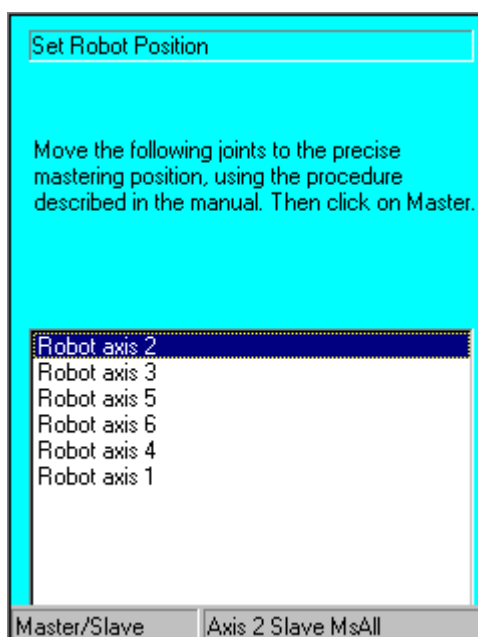 Set Robot Position
Move the following joints to the precise
mastering position, using the procedure
described in the manual. Then click on Master.
Robot axis 2
Robot axis 3
Robot axis 5
Robot axis 6
Robot axis 4
Robot axis 1
Master/Slave Axis 2 Slave MsAll